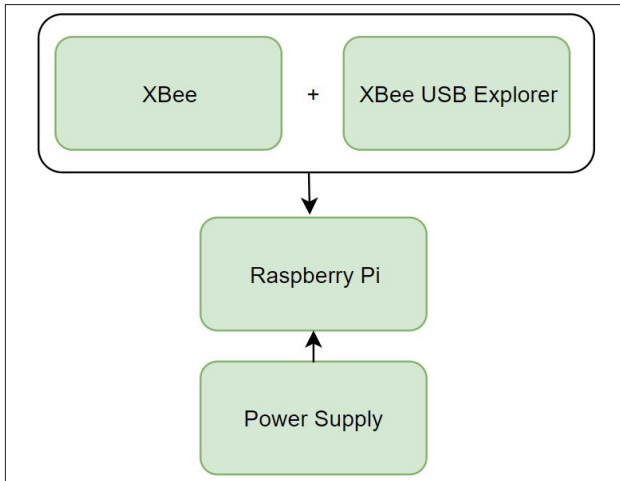 XBee
+
XBee USB Explorer
Raspberry Pi
Power Supply